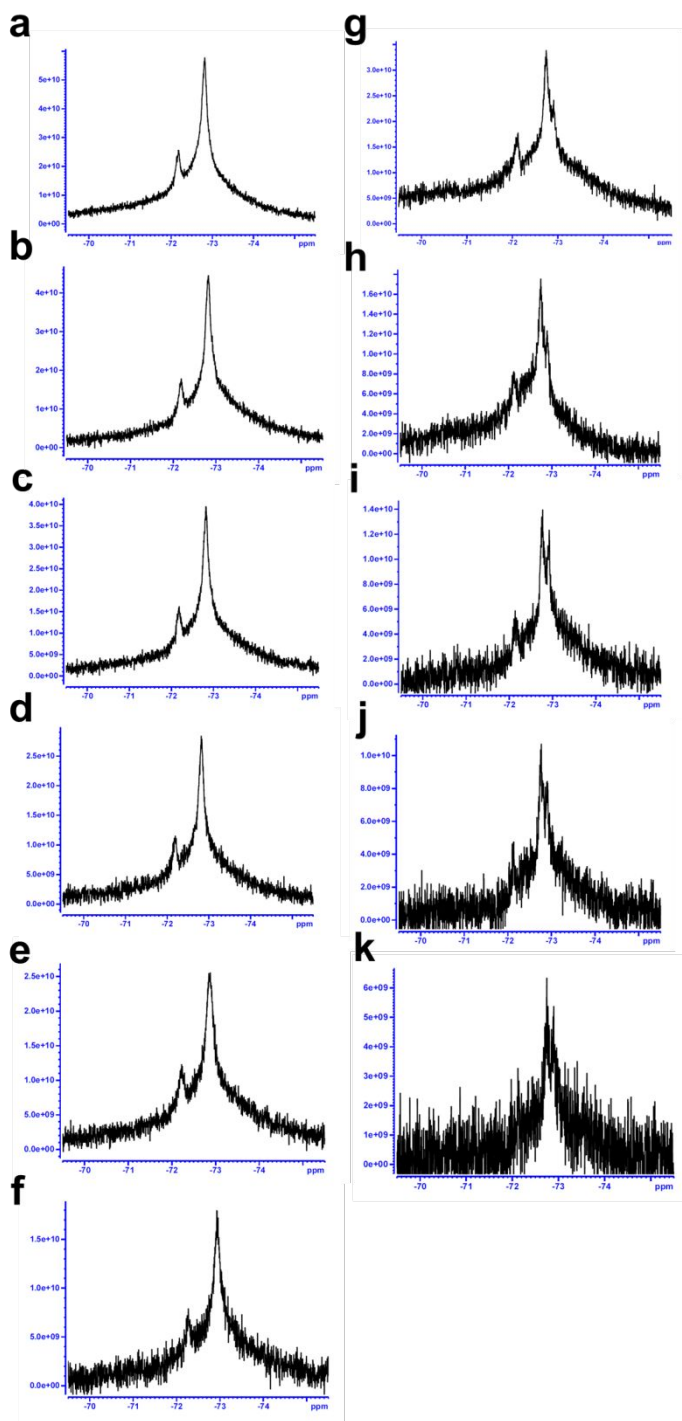 a
5e+10
4e+10
3e+10
2e+10
1e+10
0e+00
-70 -71 -72 -73 -74 ppm
b
4e+10
3e+10
2e+10
1e+10
0e+00
-70 -71 -72 -73 -74 ppm
c
4.0e+10
3.5e+10
3.0e+10
2.5e+10
2.0e+10
1.5e+10
1.0e+10
5.0e+09
0.0e+00
-70 -71 -72 -73 -74 ppm
d
2.5e+10
2.0e+10
1.5e+10
1.0e+10
5.0e+09
0.0e+00
-70 -71 -72 -73 -74 ppm
e
2.5e+10
2.0e+10
1.5e+10
1.0e+10
5.0e+09
0.0e+00
-70 -71 -72 -73 -74 ppm
f
1.5e+10
1.0e+10
5.0e+09
0.0e+00
-70 -71 -72 -73 -74 ppm
g
3.0e+10
2.5e+10
2.0e+10
1.5e+10
1.0e+10
5.0e+09
0.0e+00
-70 -71 -72 -73 -74 ppm
h
1.6e+10
1.4e+10
1.2e+10
1.0e+10
8.0e+09
6.0e+09
4.0e+09
2.0e+09
0.0e+00
-70 -71 -72 -73 -74 ppm
i
1.4e+10
1.2e+10
1.0e+10
8.0e+09
6.0e+09
4.0e+09
2.0e+09
0.0e+00
-70 -71 -72 -73 -74 ppm
j
1.0e+10
8.0e+09
6.0e+09
4.0e+09
2.0e+09
0.0e+00
-70 -71 -72 -73 -74 ppm
k
6e+09
5e+09
4e+09
3e+09
2e+09
1e+09
0e+00
-70 -71 -72 -73 -74 ppm